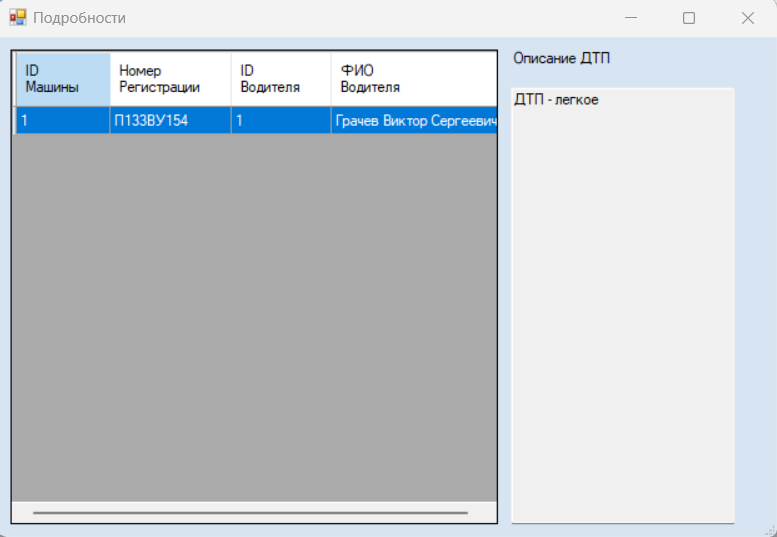 Подробности
ID
Машины
Номер
Регистрации
ID
Водителя
ФИО
Водителя
1
П133ВУ154
1
Грачев Виктор Сергеевич
Описание ДТП
ДТП - легкое